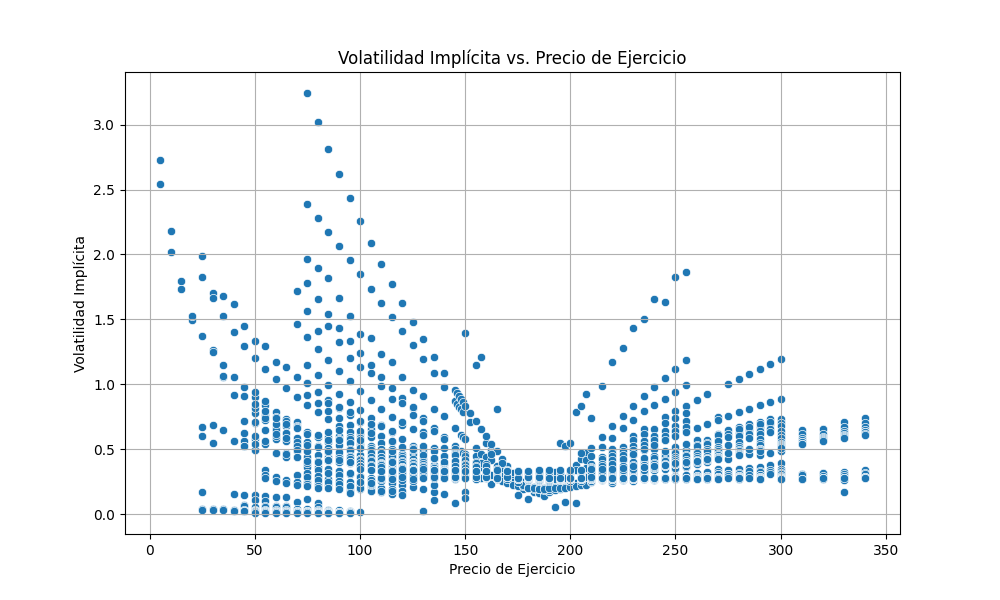 Volatilidad Implícita vs. Precio de Ejercicio
Volatilidad Implícita
3.0
2.5
2.0
1.5
1.0
0.5
0.0
0 50 100 150 200 250 300 350
Precio de Ejercicio